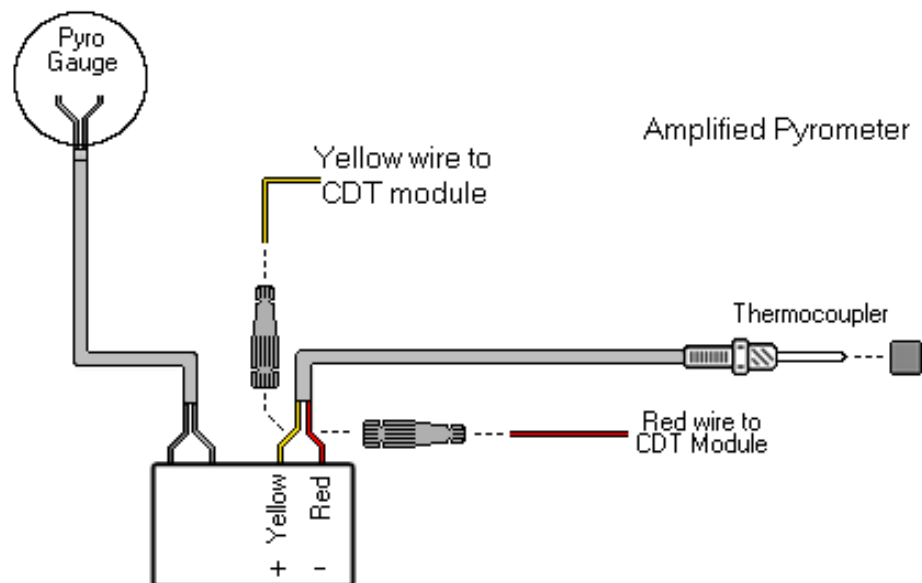 Pyro
Gauge
Amplified Pyrometer
Yellow wire to
CDT module
Thermocoupler
Red wire to
CDT Module
Yellow
Red
+
-